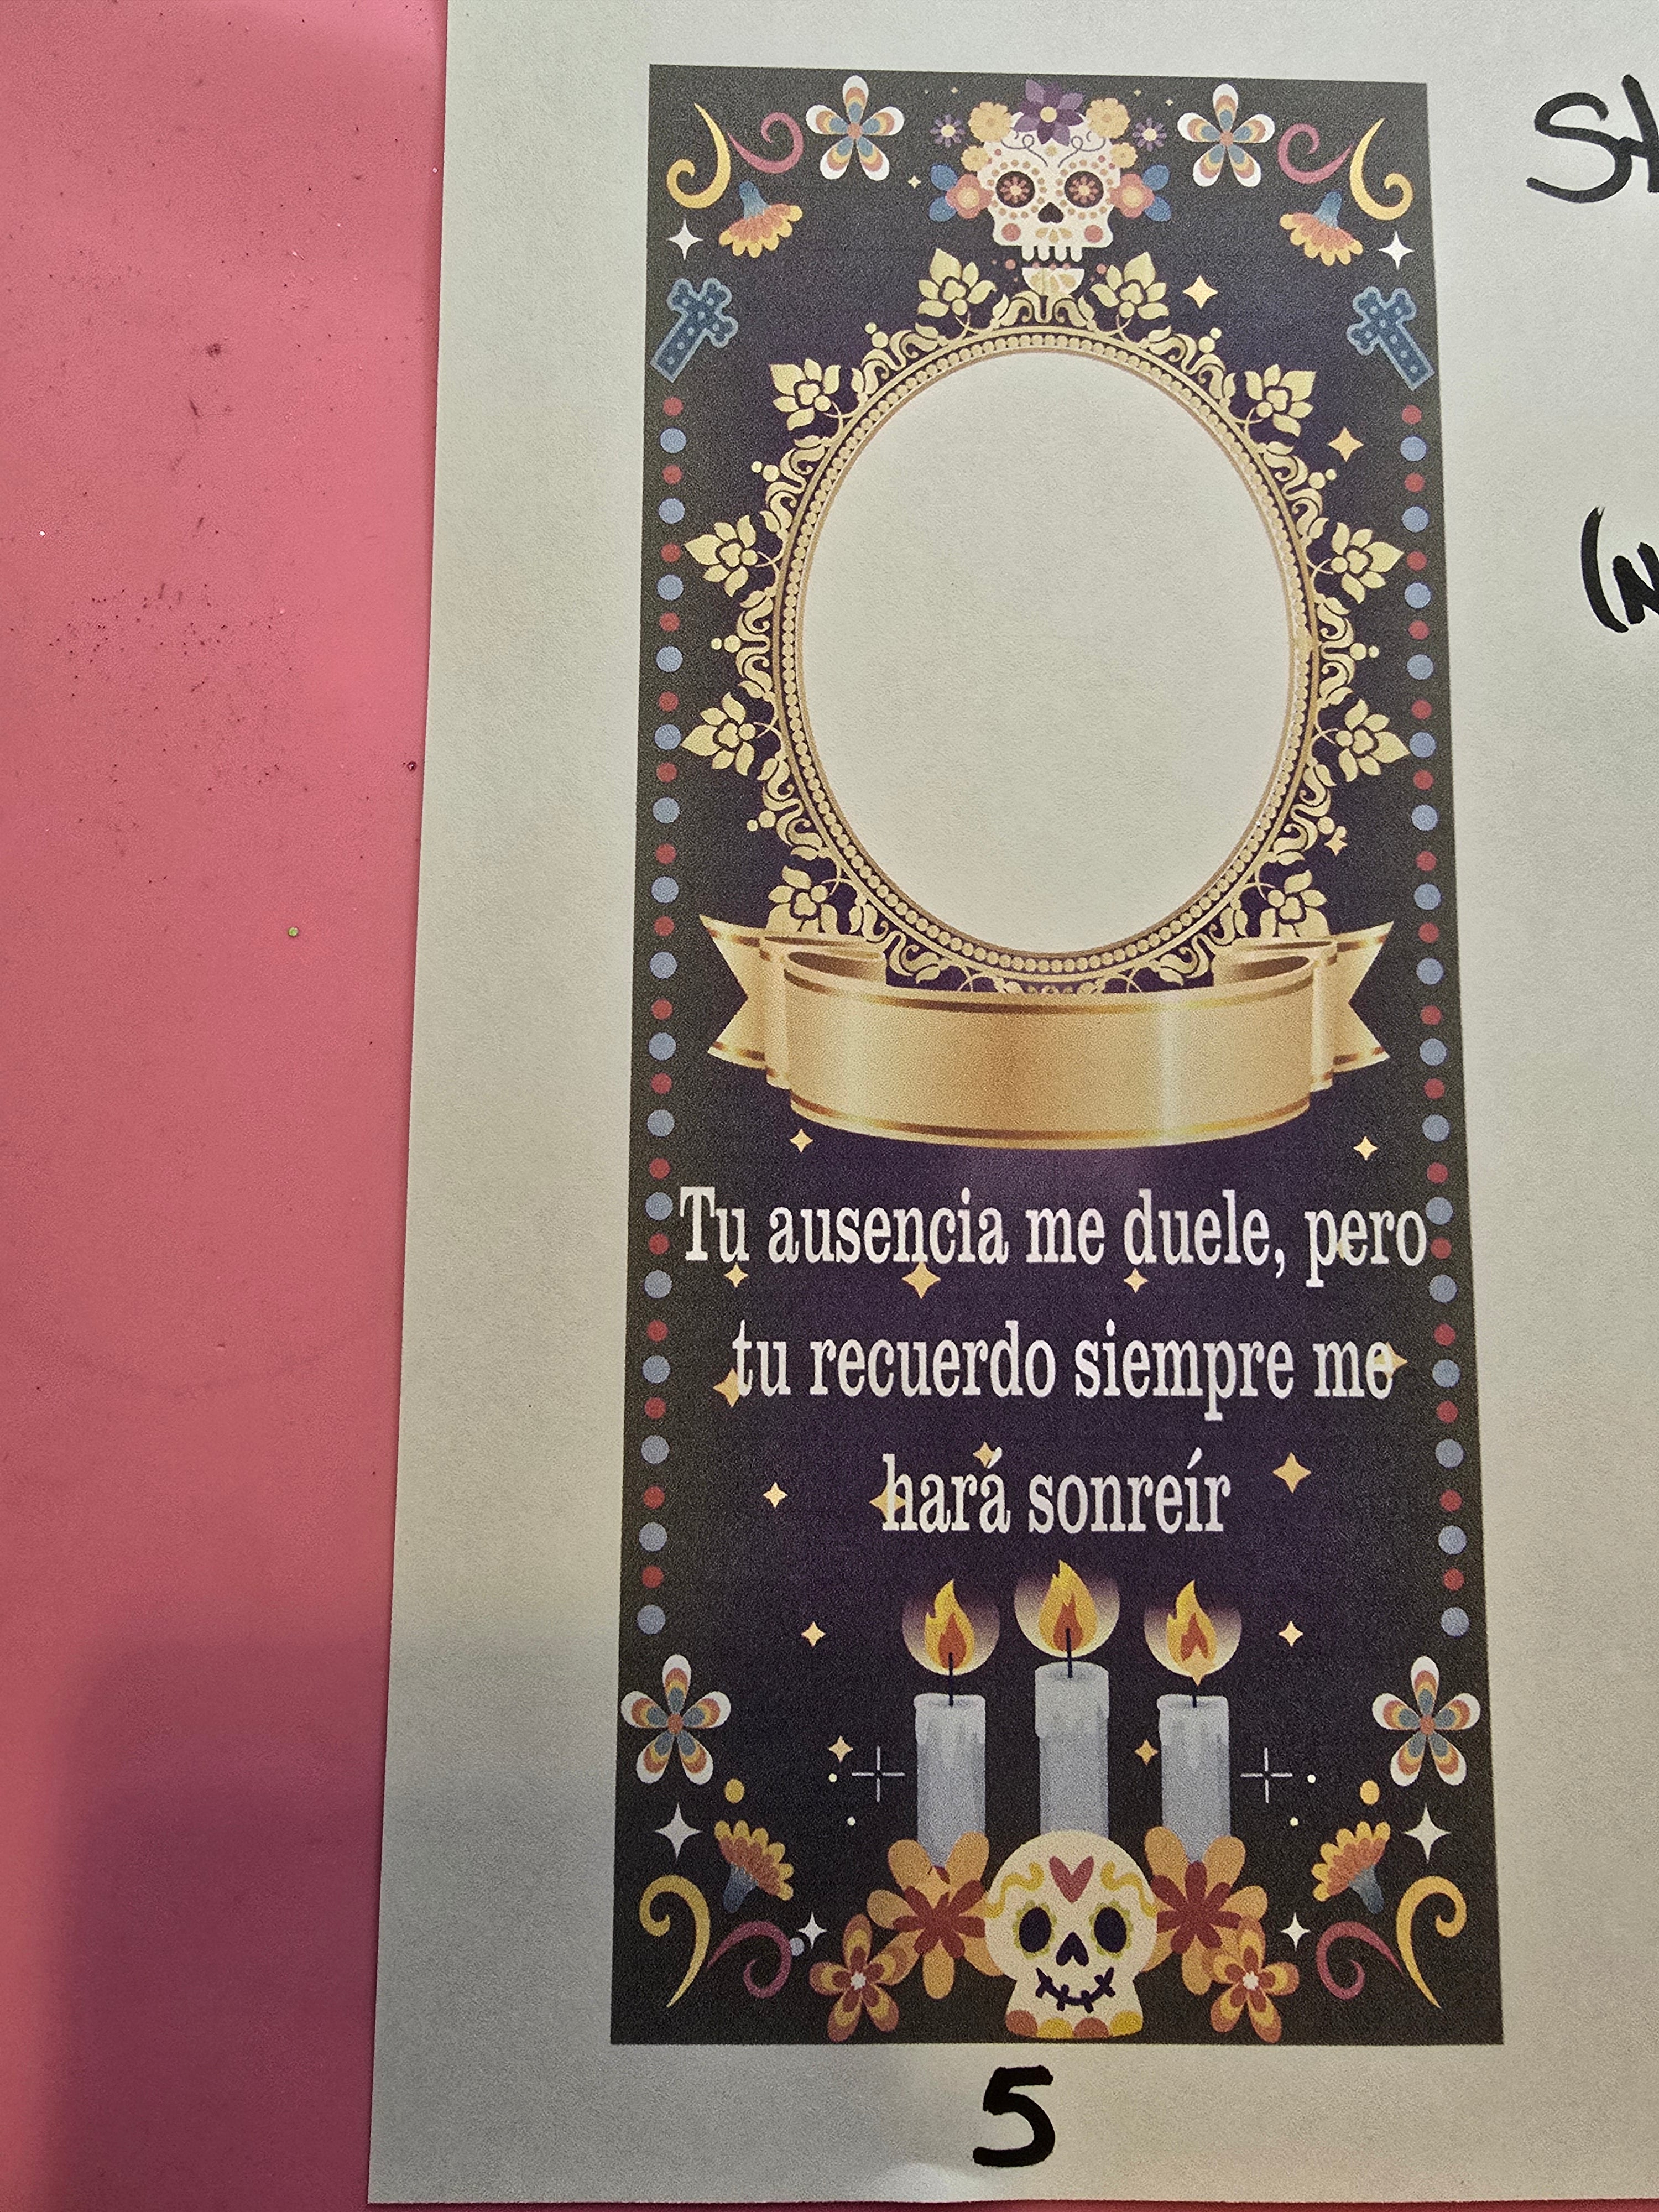 Tu ausencia me duele, pero
tu recuerdo siempre me
hará sonreír
5